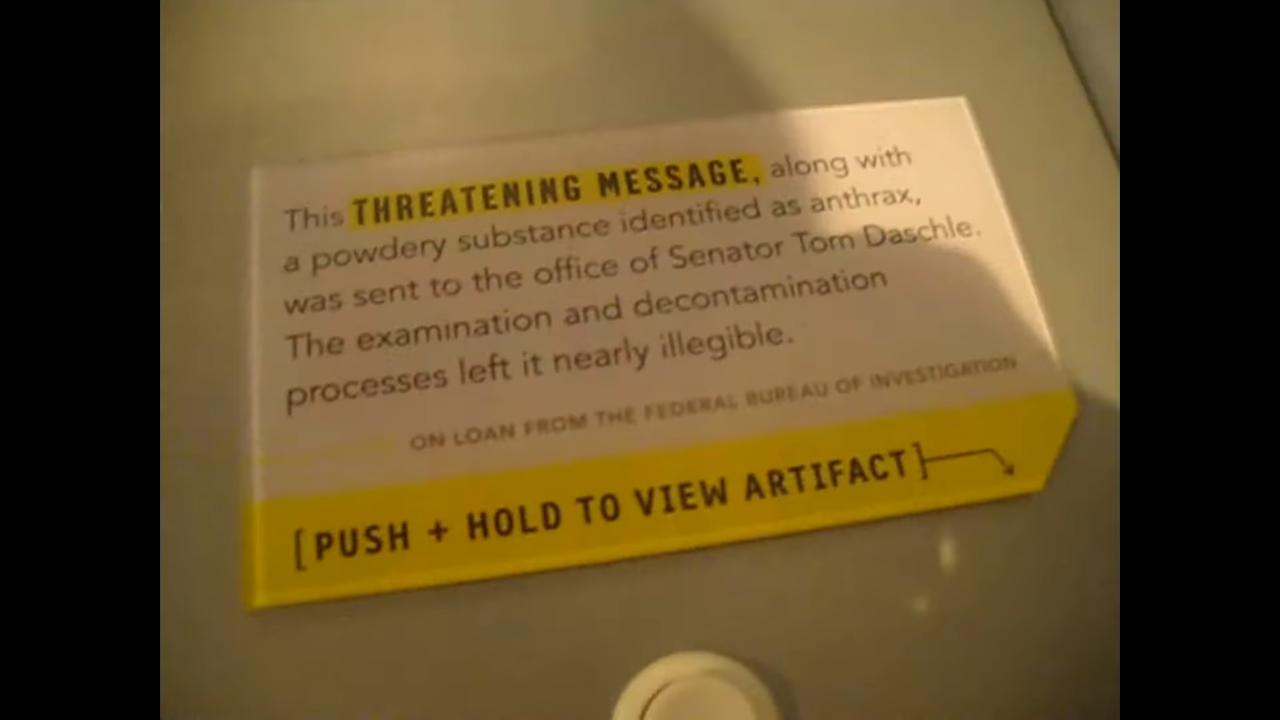 This THREATENING MESSAGE, along with
a powdery substance identified as anthrax,
was sent to the office of Senator Tom Daschle.
The examination and decontamination
processes left it nearly illegible.
ON LOAN FROM THE FEDERAL BUREAU OF INVESTIGATION
[PUSH + HOLD TO VIEW ARTIFACT]